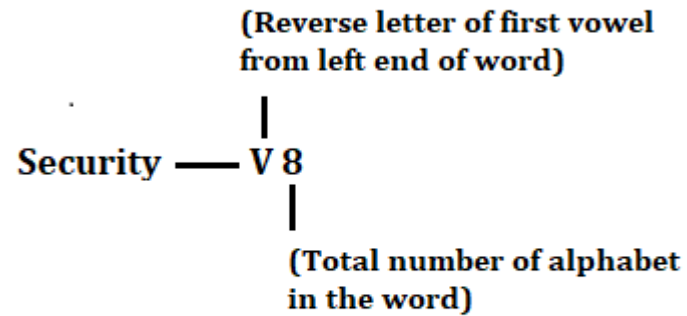 (Reverse letter of first vowel
from left end of word)
Security — V 8
(Total number of alphabet
in the word)